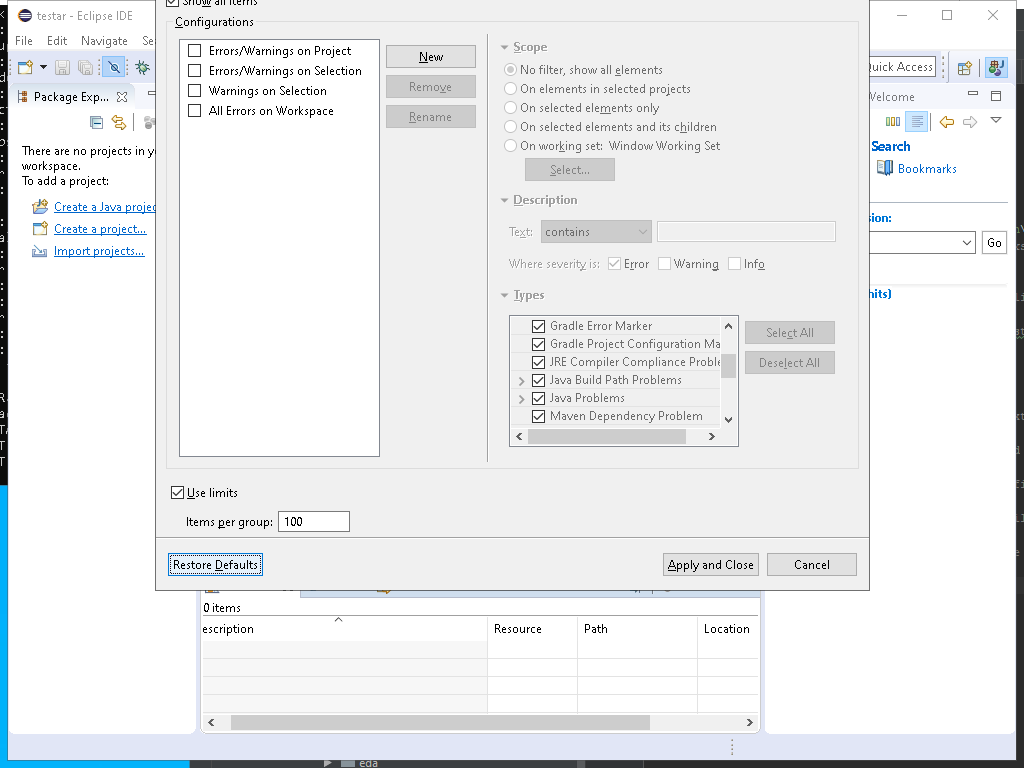 Show all items
testar - Eclipse IDE
Configurations
File Edit Navigate Se
Errors/Warnings on Project
Errors/Warnings on Selection
Warnings on Selection
All Errors on Workspace
New
Remove
Rename
Scope
No filter, show all elements
On elements in selected projects
On selected elements only
On selected elements and its children
On working set: Window Working Set
Select...
Description
Text: contains
Where severity is: Error Warning Info
Types
Gradle Error Marker
Gradle Project Configuration Ma
JRE Compiler Compliance Proble
Java Build Path Problems
Java Problems
Maven Dependency Problem
Select All
Deselect All
Quick Access
Package Exp...
Welcome
There are no projects in y
workspace.
To add a project:
Create a Java projec
Create a project...
Import projects...
Search
Bookmarks
sion:
Go
hits)
Use limits
Items per group: 100
Restore Defaults
Apply and Close
Cancel
0 items
escription Resource Path Location
eda